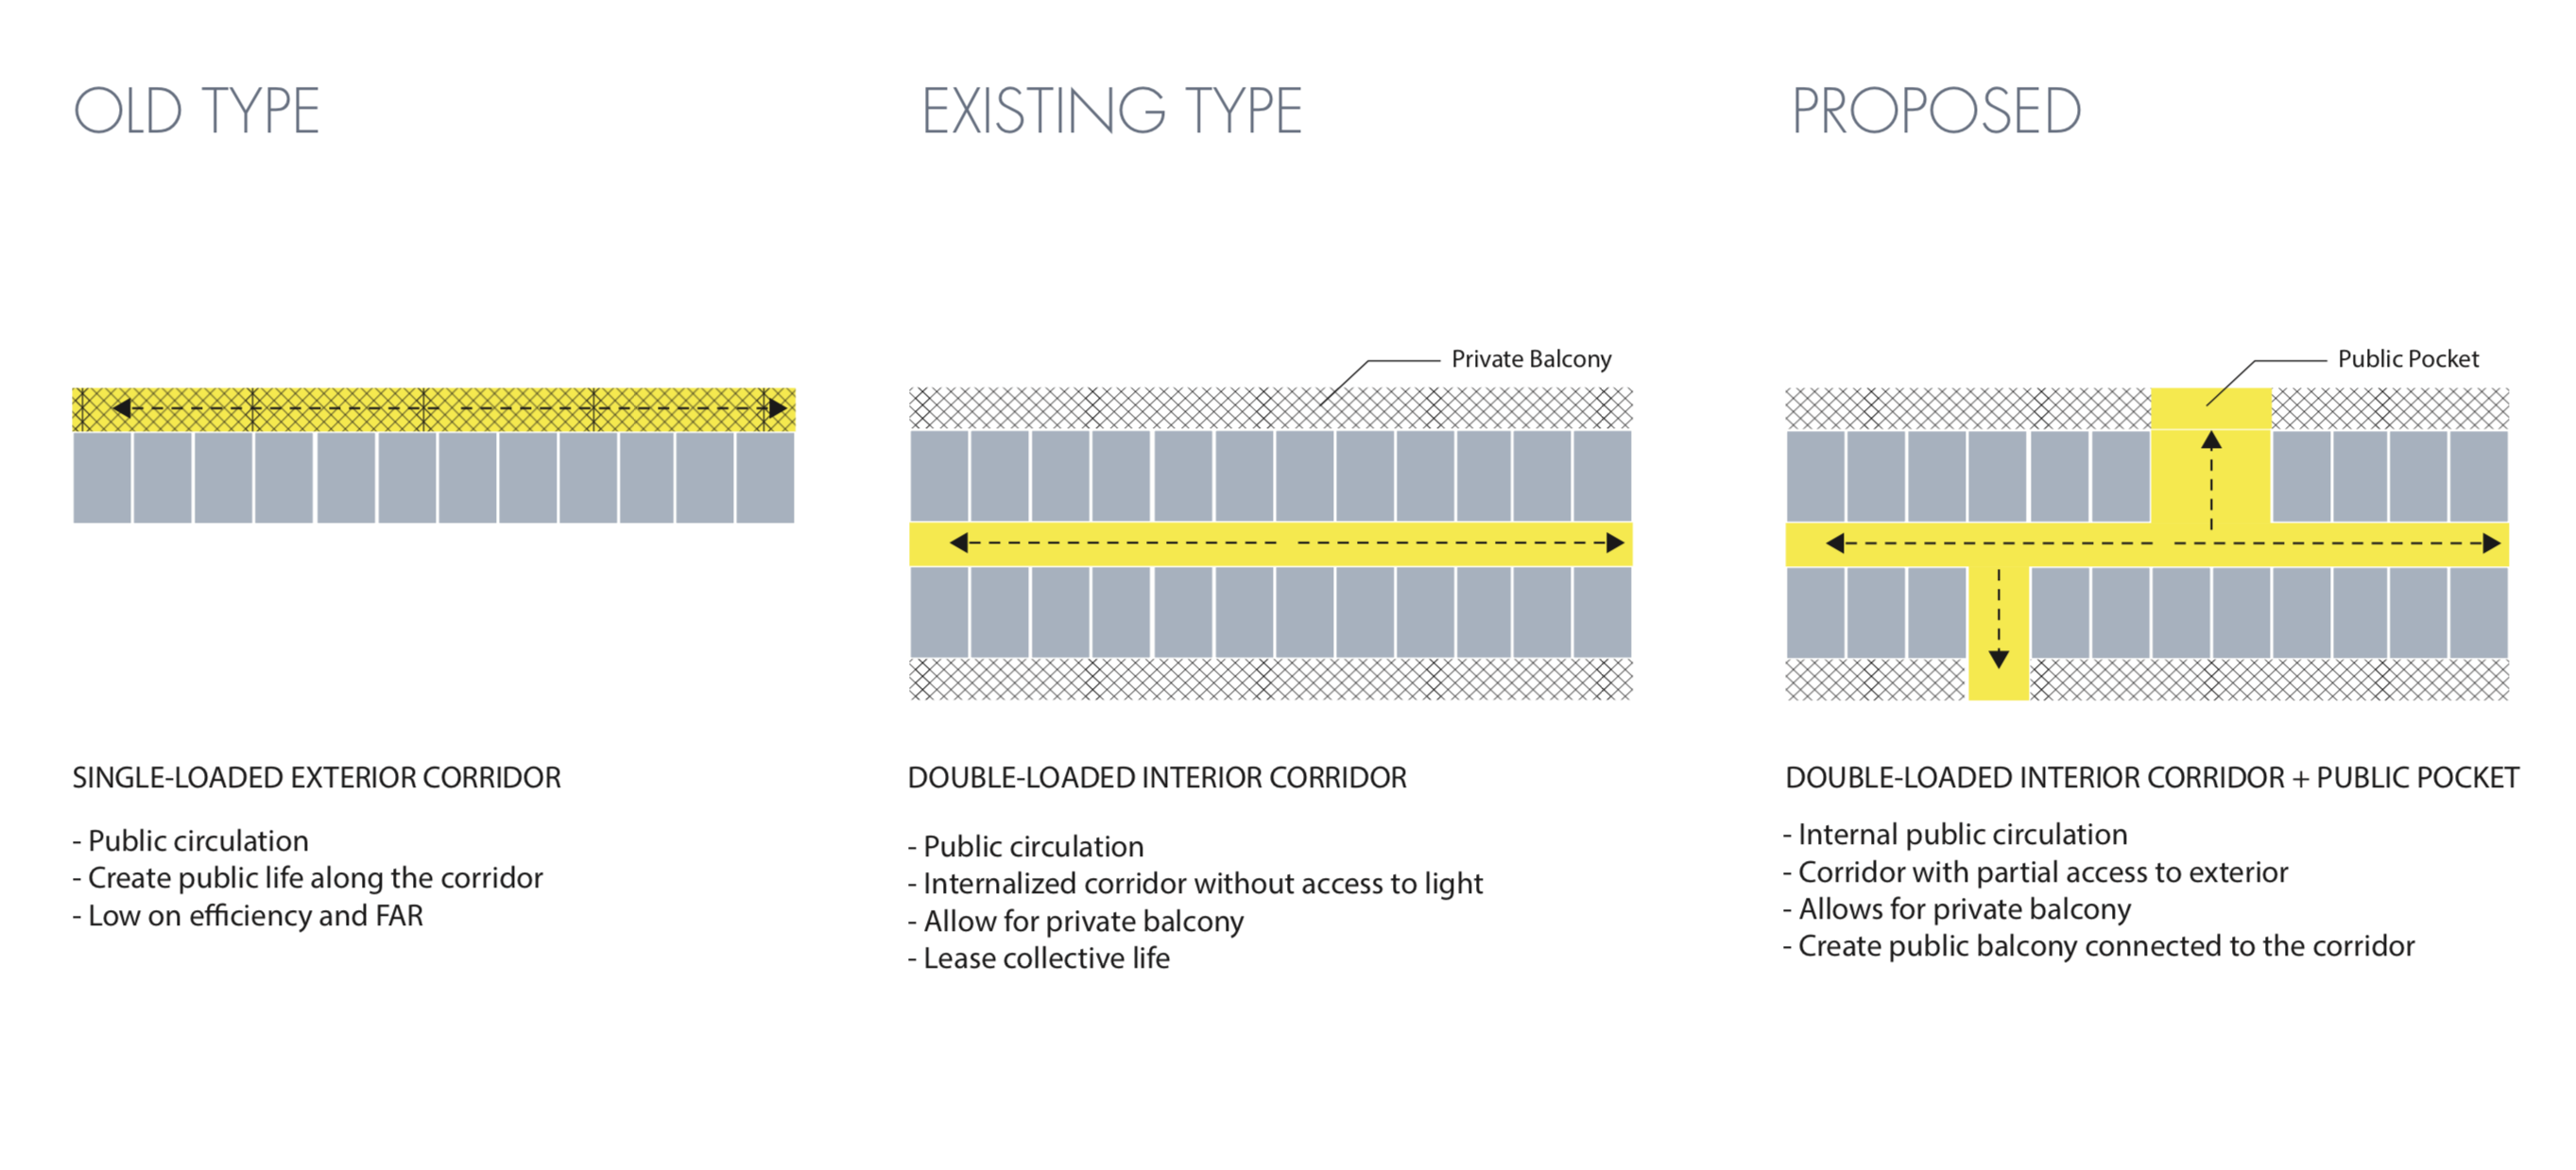 OLD TYPE
EXISTING TYPE
PROPOSED
Private Balcony
Public Pocket
SINGLE-LOADED EXTERIOR CORRIDOR
- Public circulation
- Create public life along the corridor
- Low on efficiency and FAR
DOUBLE-LOADED INTERIOR CORRIDOR
- Public circulation
- Internalized corridor without access to light
- Allow for private balcony
- Lease collective life
DOUBLE-LOADED INTERIOR CORRIDOR + PUBLIC POCKET
- Internal public circulation
- Corridor with partial access to exterior
- Allows for private balcony
- Create public balcony connected to the corridor